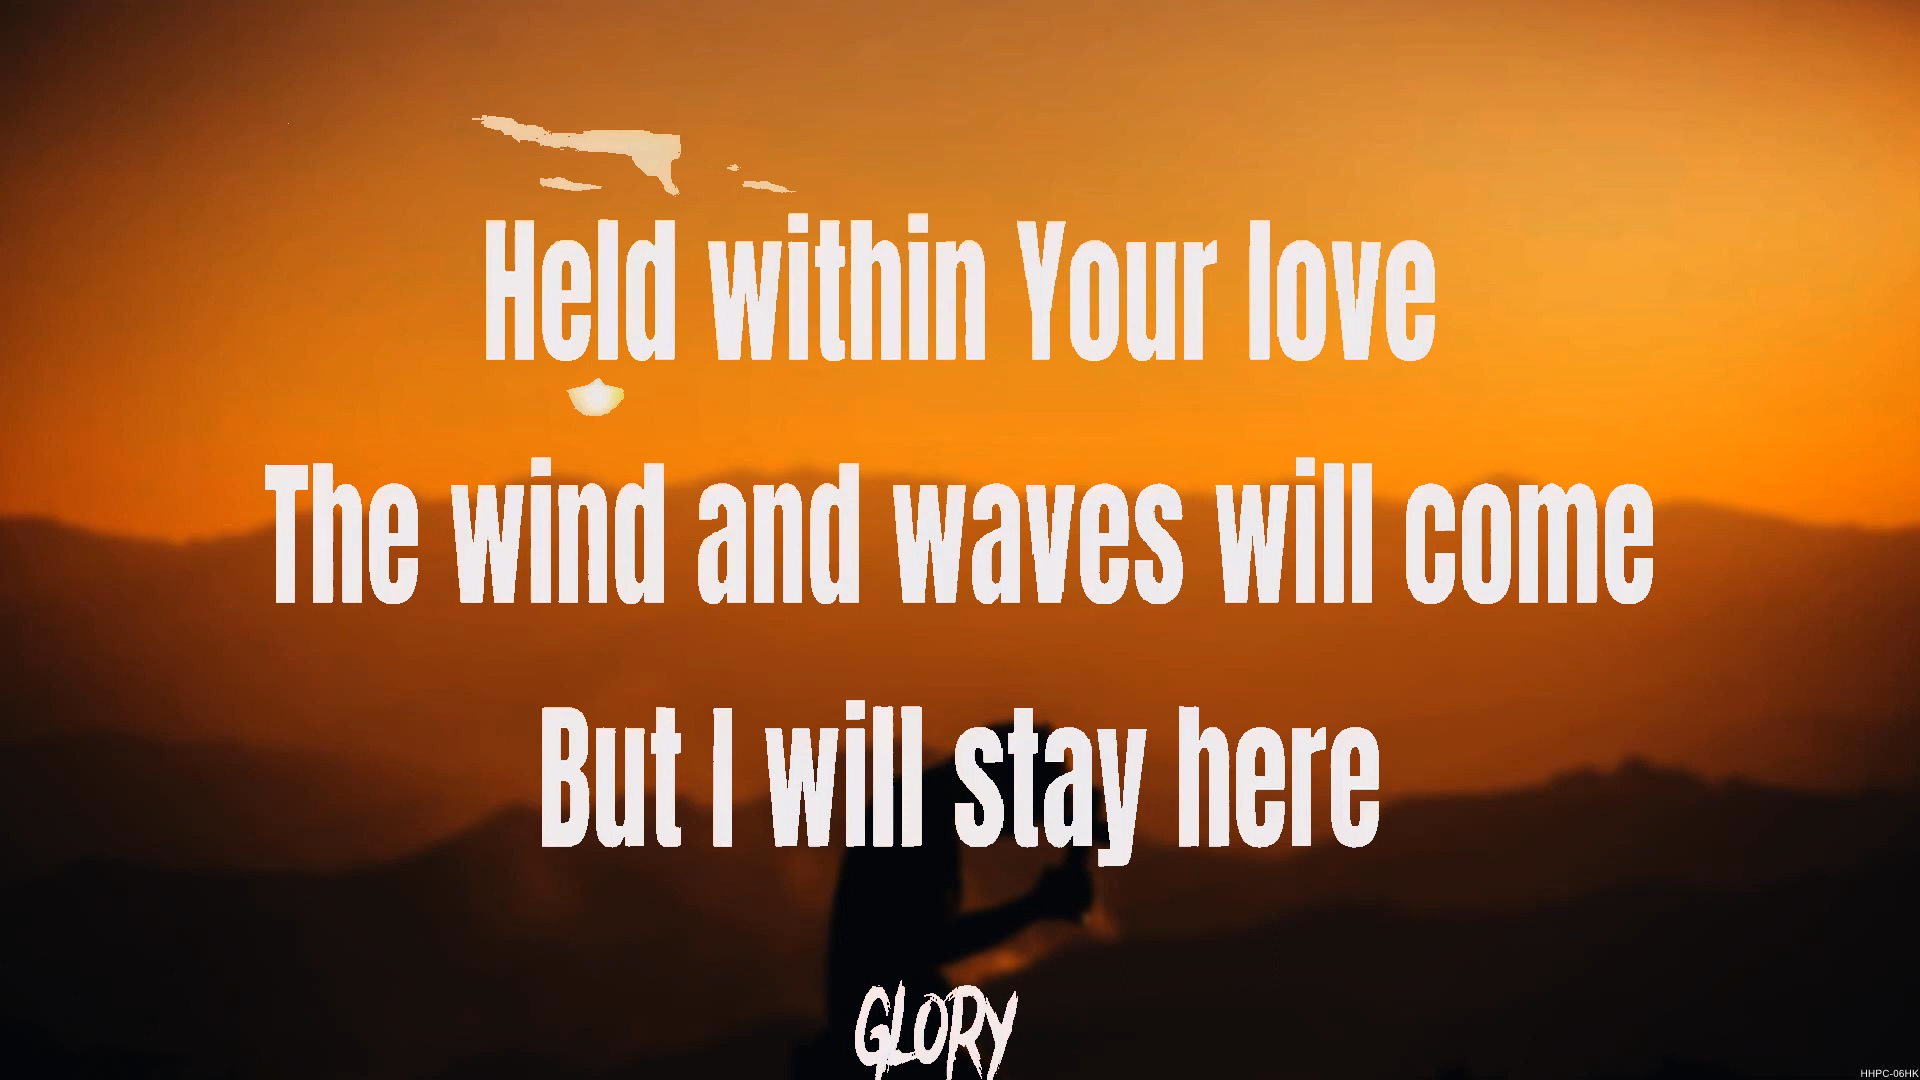 Held within Your love
The wind and waves will come
But I will stay here
GLORY
HHPC-06HK